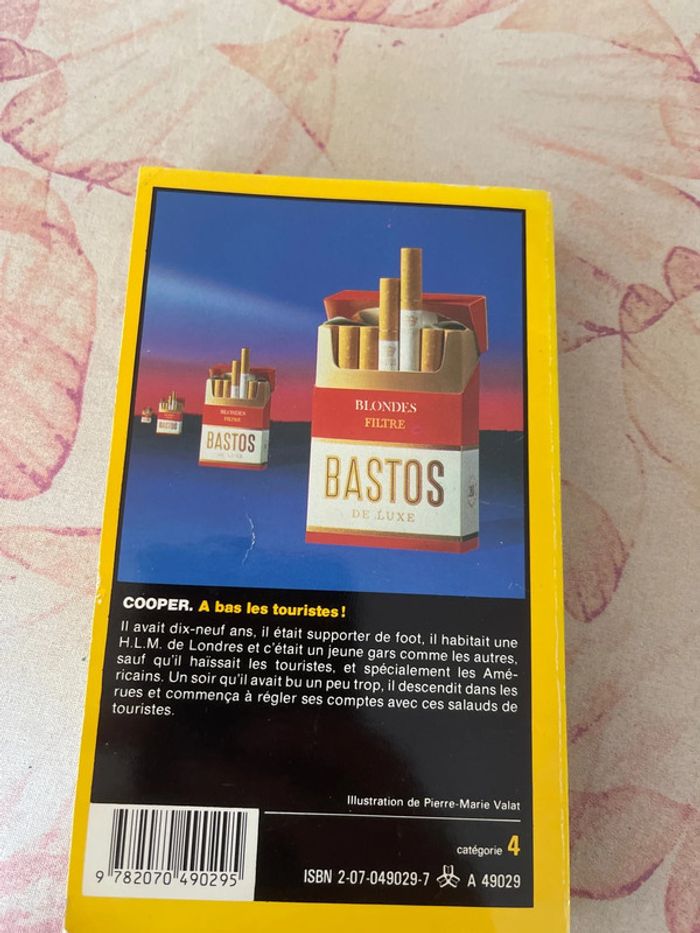 BLONDES
FILTRE
BASTOS
DE LUXE
BLONDES
FILTRE
BASTOS
DE LUXE
BASTOS
COOPER. A bas les touristes !
Il avait dix-neuf ans, il était supporter de foot, il habitait une
H.L.M. de Londres et c'était un jeune gars comme les autres,
sauf qu'il haïssait les touristes, et spécialement les Amé-
ricains. Un soir qu'il avait bu un peu trop, il descendit dans les
rues et commença à régler ses comptes avec ces salauds de
touristes.
Illustration de Pierre-Marie Valat
catégorie 4
9 782070 490295
ISBN 2-07-049029-7 A 49029